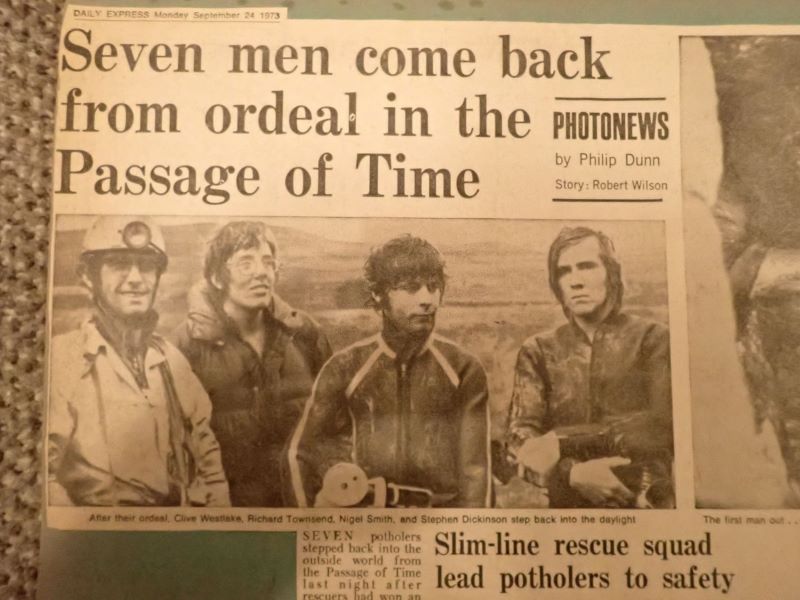 DAILY EXPRESS Monday September 24 1973
Seven men come back
from ordeal in the
Passage of Time
PHOTONEWS
by Philip Dunn
Story: Robert Wilson
After their ordeal, Clive Westlake, Richard Townsend, Nigel Smith, and Stephen Dickinson step back into the daylight
The first man out . . .
SEVEN potholers
stepped back into the
outside world from
the Passage of Time
last night after
rescuers had won an
Slim-line rescue squad
lead potholers to safety